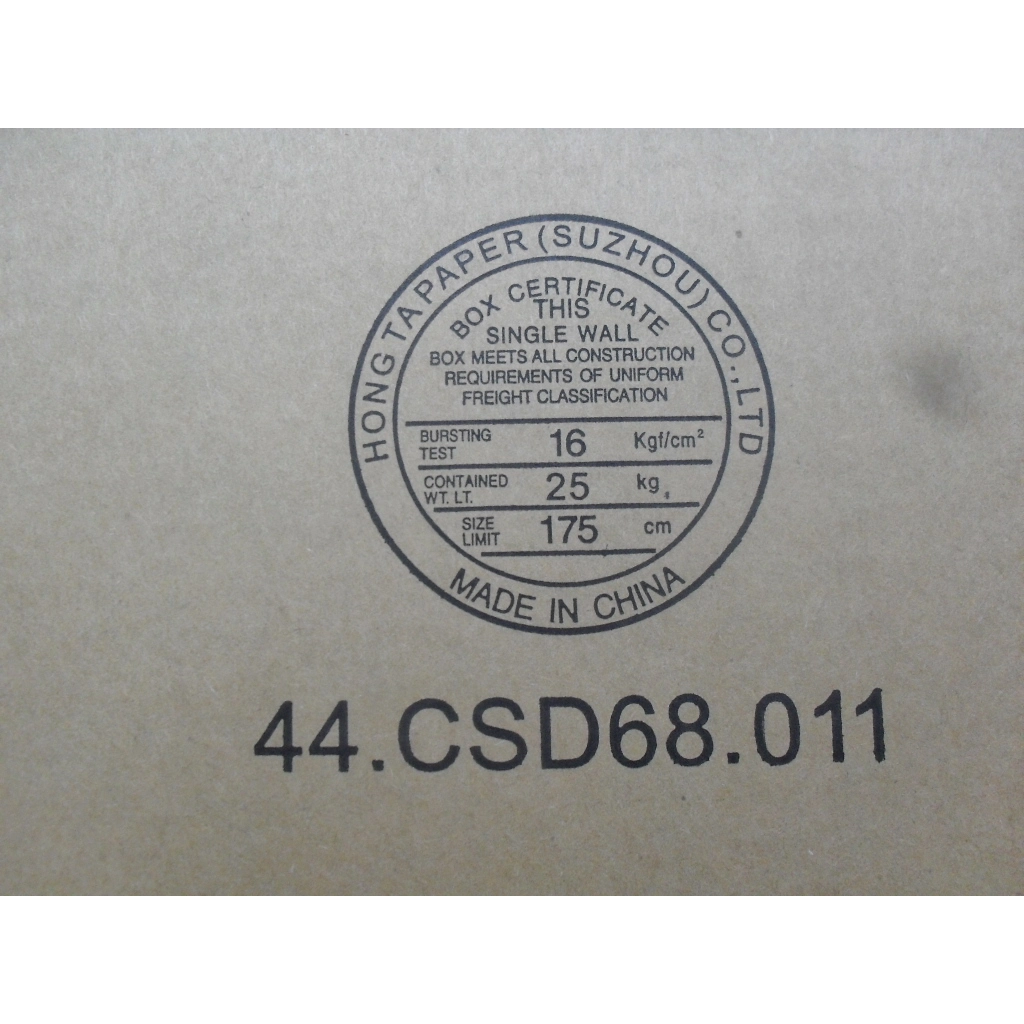 HONG TA PAPER (SUZHOU) CO.,LTD
BOX CERTIFICATE
THIS
SINGLE WALL
BOX MEETS ALL CONSTRUCTION
REQUIREMENTS OF UNIFORM
FREIGHT CLASSIFICATION
BURSTING TEST 16 Kgf/cm²
CONTAINED WT. LT. 25 kg
SIZE LIMIT 175 cm
MADE IN CHINA
44.CSD68.011